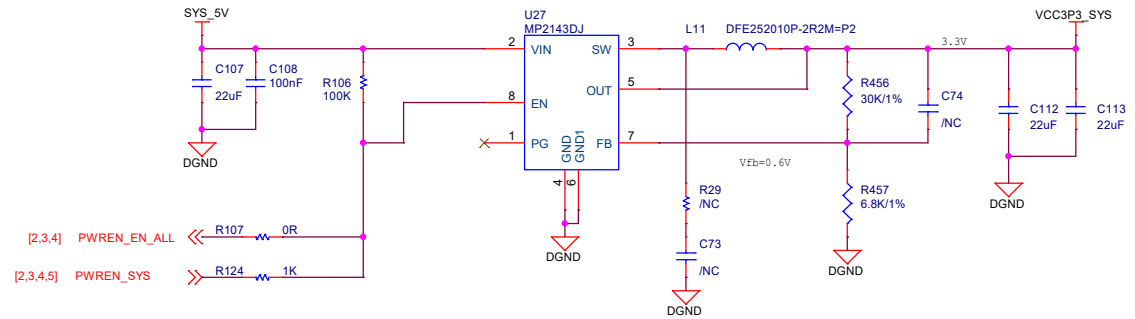 SYS_5V
U27
MP2143DJ
L11 DFE252010P-2R2M=P2
VCC3P3_SYS
3.3V
2 VIN SW 3
C107
22uF
C108
100nF
R106
100K
OUT 5
8 EN
R456
30K/1%
C74
/NC
C112
22uF
C113
22uF
1 PG
GND
GND1
FB 7
DGND
Vfb=0.6V
4
6
R29
/NC
R457
6.8K/1%
DGND
[2,3,4] PWREN_EN_ALL R107 0R
DGND
C73
/NC
DGND
[2,3,4,5] PWREN_SYS R124 1K
DGND